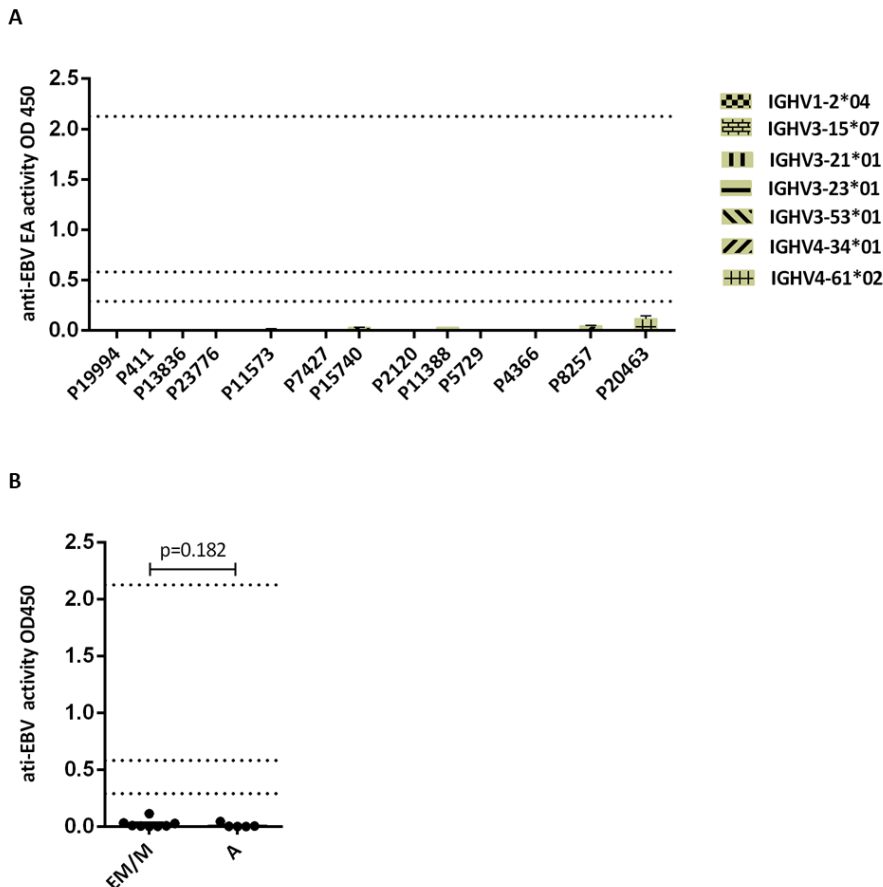 A
anti-EBV EA activity OD 450
2.5
2.0
1.5
1.0
0.5
0.0
P19994
P411
P13836
P23776
P11573
P7427
P15740
P2120
P11388
P5729
P4366
P8257
P20463
IGHV1-2*04
IGHV3-15*07
IGHV3-21*01
IGHV3-23*01
IGHV3-53*01
IGHV4-34*01
IGHV4-61*02
B
ati-EBV activity OD450
2.5
2.0
1.5
1.0
0.5
0.0
p=0.182
EM/M
A